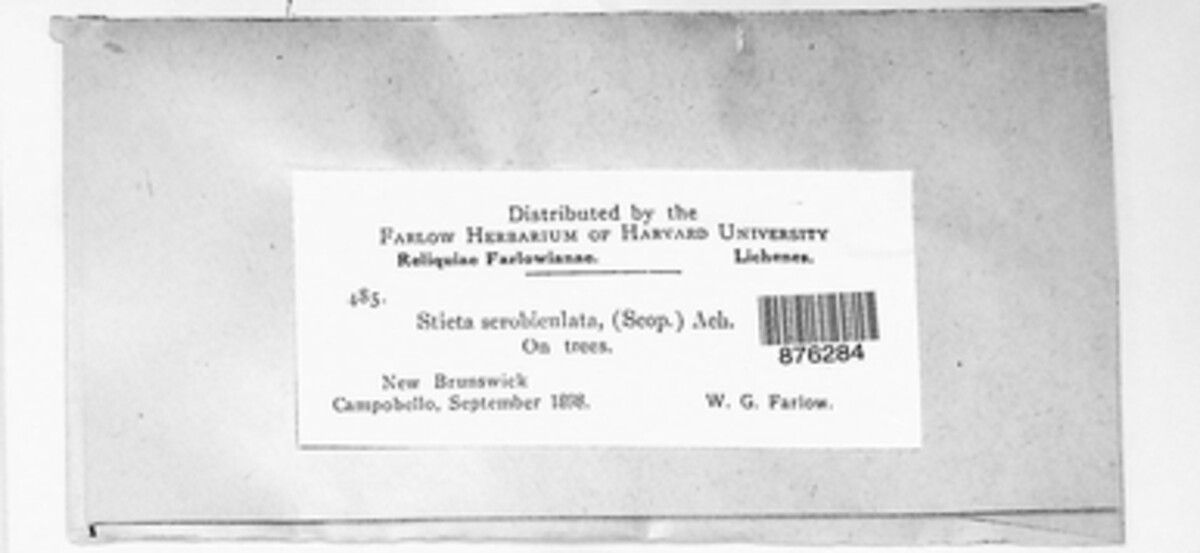 Distributed by the
FARLOW HERBARIUM OF HARVARD UNIVERSITY
Reliquiae Farlowianae. Lichenes.
485.
Sticta scrobiculata, (Scop.) Ach.
On trees.
876284
New Brunswick
Campobello, September 1898. W. G. Farlow.